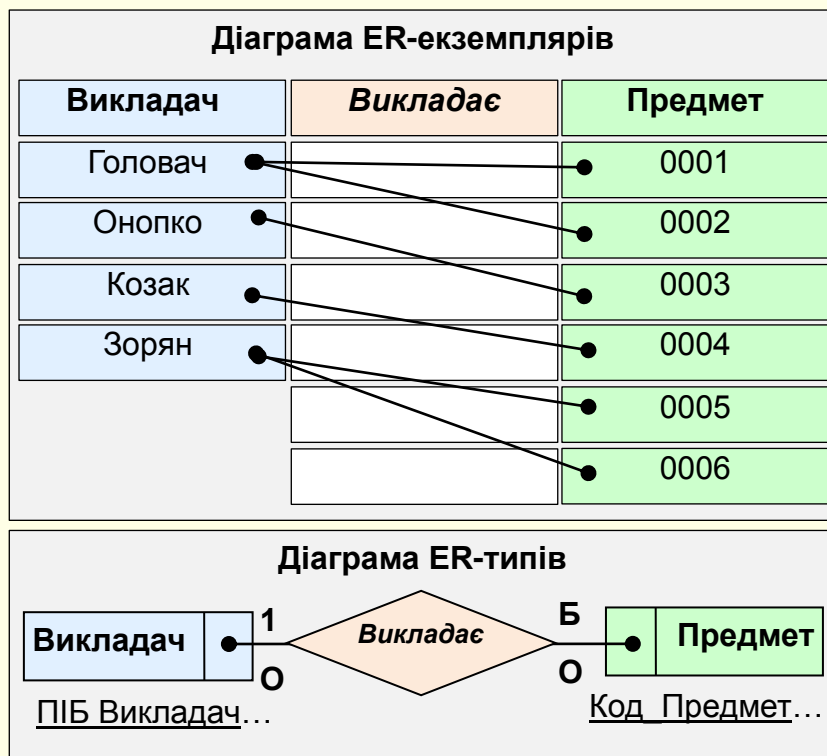 Діаграма ER-екземплярів
Викладач Викладає Предмет
Головач 0001
Онопко 0002
Козак 0003
Зорян 0004
0005
0006
Діаграма ER-типів
Викладач 1 О Викладає Б О Предмет
ПІБ Викладач… Код_Предмет…